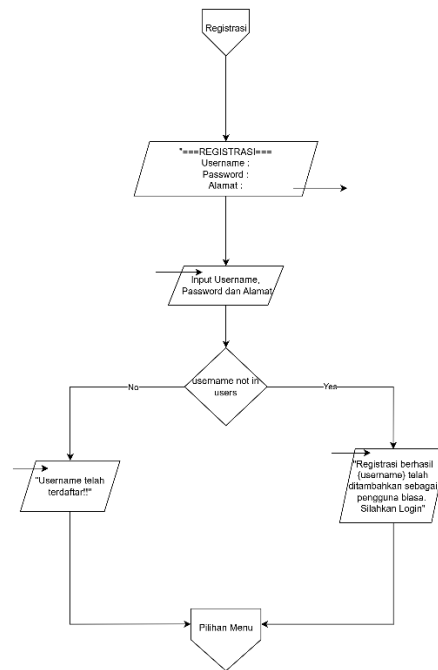 Registrasi
"===REGISTRASI===
Username :
Password :
Alamat :
Input Username,
Password dan Alamat
username not in
users
No
Yes
"Username telah
terdaftar!!"
"Registrasi berhasil
{username} telah
ditambahkan sebagai
pengguna biasa.
Silahkan Login"
Pilihan Menu